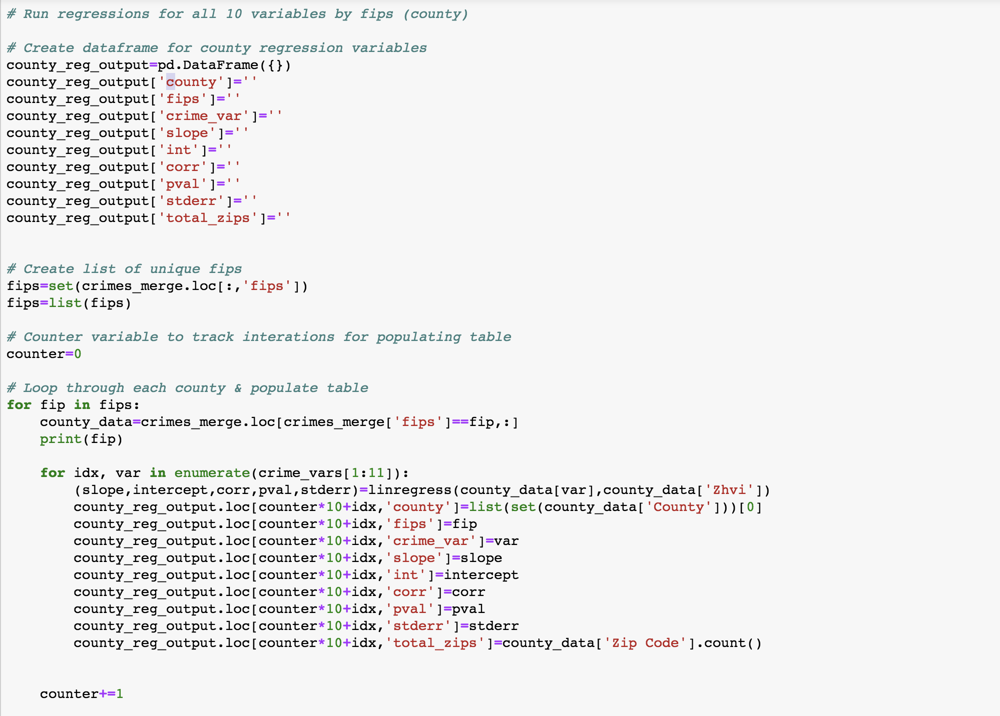 # Run regressions for all 10 variables by fips (county)
# Create dataframe for county regression variables
county_reg_output=pd.DataFrame({})
county_reg_output['county']=''
county_reg_output['fips']=''
county_reg_output['crime_var']=''
county_reg_output['slope']=''
county_reg_output['int']=''
county_reg_output['corr']=''
county_reg_output['pval']=''
county_reg_output['stderr']=''
county_reg_output['total_zips']=''
# Create list of unique fips
fips=set(crimes_merge.loc[:,'fips'])
fips=list(fips)
# Counter variable to track interations for populating table
counter=0
# Loop through each county & populate table
for fip in fips:
    county_data=crimes_merge.loc[crimes_merge['fips']==fip,:]
    print(fip)
    for idx, var in enumerate(crime_vars[1:11]):
        (slope,intercept,corr,pval,stderr)=linregress(county_data[var],county_data['Zhvi'])
        county_reg_output.loc[counter*10+idx,'county']=list(set(county_data['County']))[0]
        county_reg_output.loc[counter*10+idx,'fips']=fip
        county_reg_output.loc[counter*10+idx,'crime_var']=var
        county_reg_output.loc[counter*10+idx,'slope']=slope
        county_reg_output.loc[counter*10+idx,'int']=intercept
        county_reg_output.loc[counter*10+idx,'corr']=corr
        county_reg_output.loc[counter*10+idx,'pval']=pval
        county_reg_output.loc[counter*10+idx,'stderr']=stderr
        county_reg_output.loc[counter*10+idx,'total_zips']=county_data['Zip Code'].count()
    counter+=1